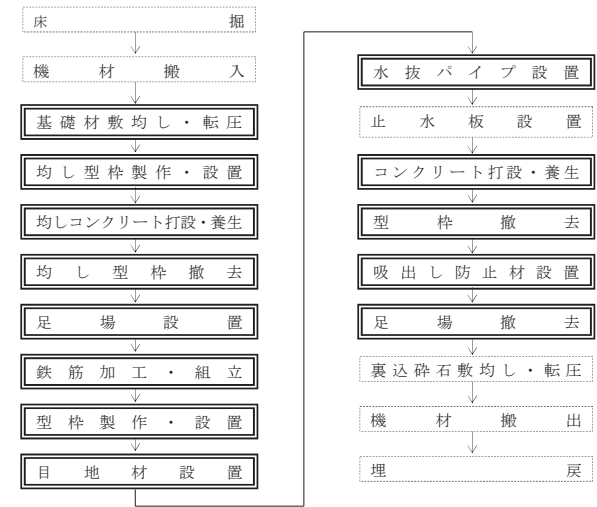 床掘
機材搬入
基礎材敷均し・転圧
均し型枠製作・設置
均しコンクリート打設・養生
均し型枠撤去
足場設置
鉄筋加工・組立
型枠製作・設置
目地材設置
水抜パイプ設置
止水板設置
コンクリート打設・養生
型枠撤去
吸出し防止材設置
足場撤去
裏込砕石敷均し・転圧
機材搬出
埋戻